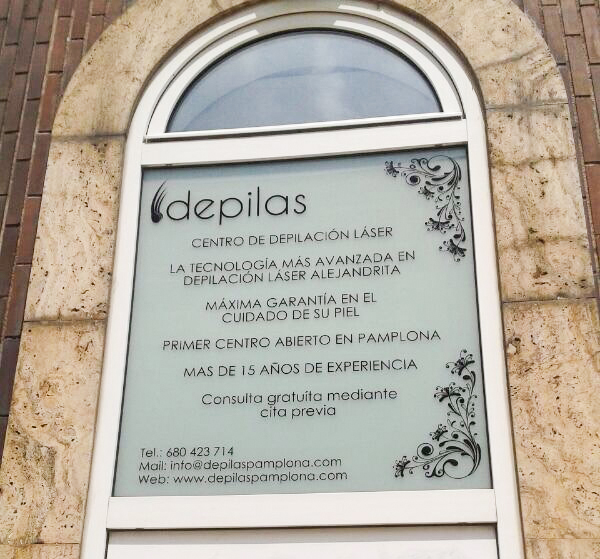 depilas
CENTRO DE DEPILACIÓN LÁSER
LA TECNOLOGÍA MÁS AVANZADA EN
DEPILACIÓN LÁSER ALEJANDRITA
MÁXIMA GARANTÍA EN EL
CUIDADO DE SU PIEL
PRIMER CENTRO ABIERTO EN PAMPLONA
MAS DE 15 AÑOS DE EXPERIENCIA
Consulta gratuíta mediante
cita previa
Tel.: 680 423 714
Mail: info@depilaspamplona.com
Web: www.depilaspamplona.com